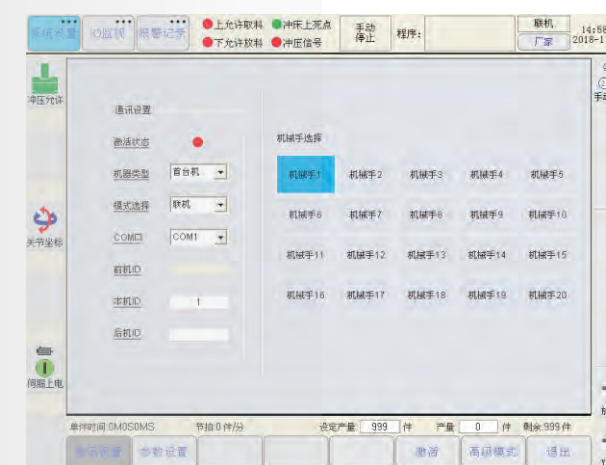 系统设置 IO监视 报警记录 上允许取料 冲床上死点 手动 程序: 联机 14:58
下允许放料 冲压信号 停止 厂家 2018-1
冲压允许
通讯设置
激活状态 机械手选择
机器类型 首台机 机械手1 机械手2 机械手3 机械手4 机械手5
模式选择 联机 机械手6 机械手7 机械手8 机械手9 机械手10
关节坐标
COM口 COM1
机械手11 机械手12 机械手13 机械手14 机械手15
前机ID
本机ID 1 机械手16 机械手17 机械手18 机械手19 机械手20
后机ID
伺服上电
单件时间:0M0S0MS 节拍:0 件/分 设定产量: 999 件 产量 0 件 剩余:999件
通讯设置 参数设置 激活 高级模式 退出